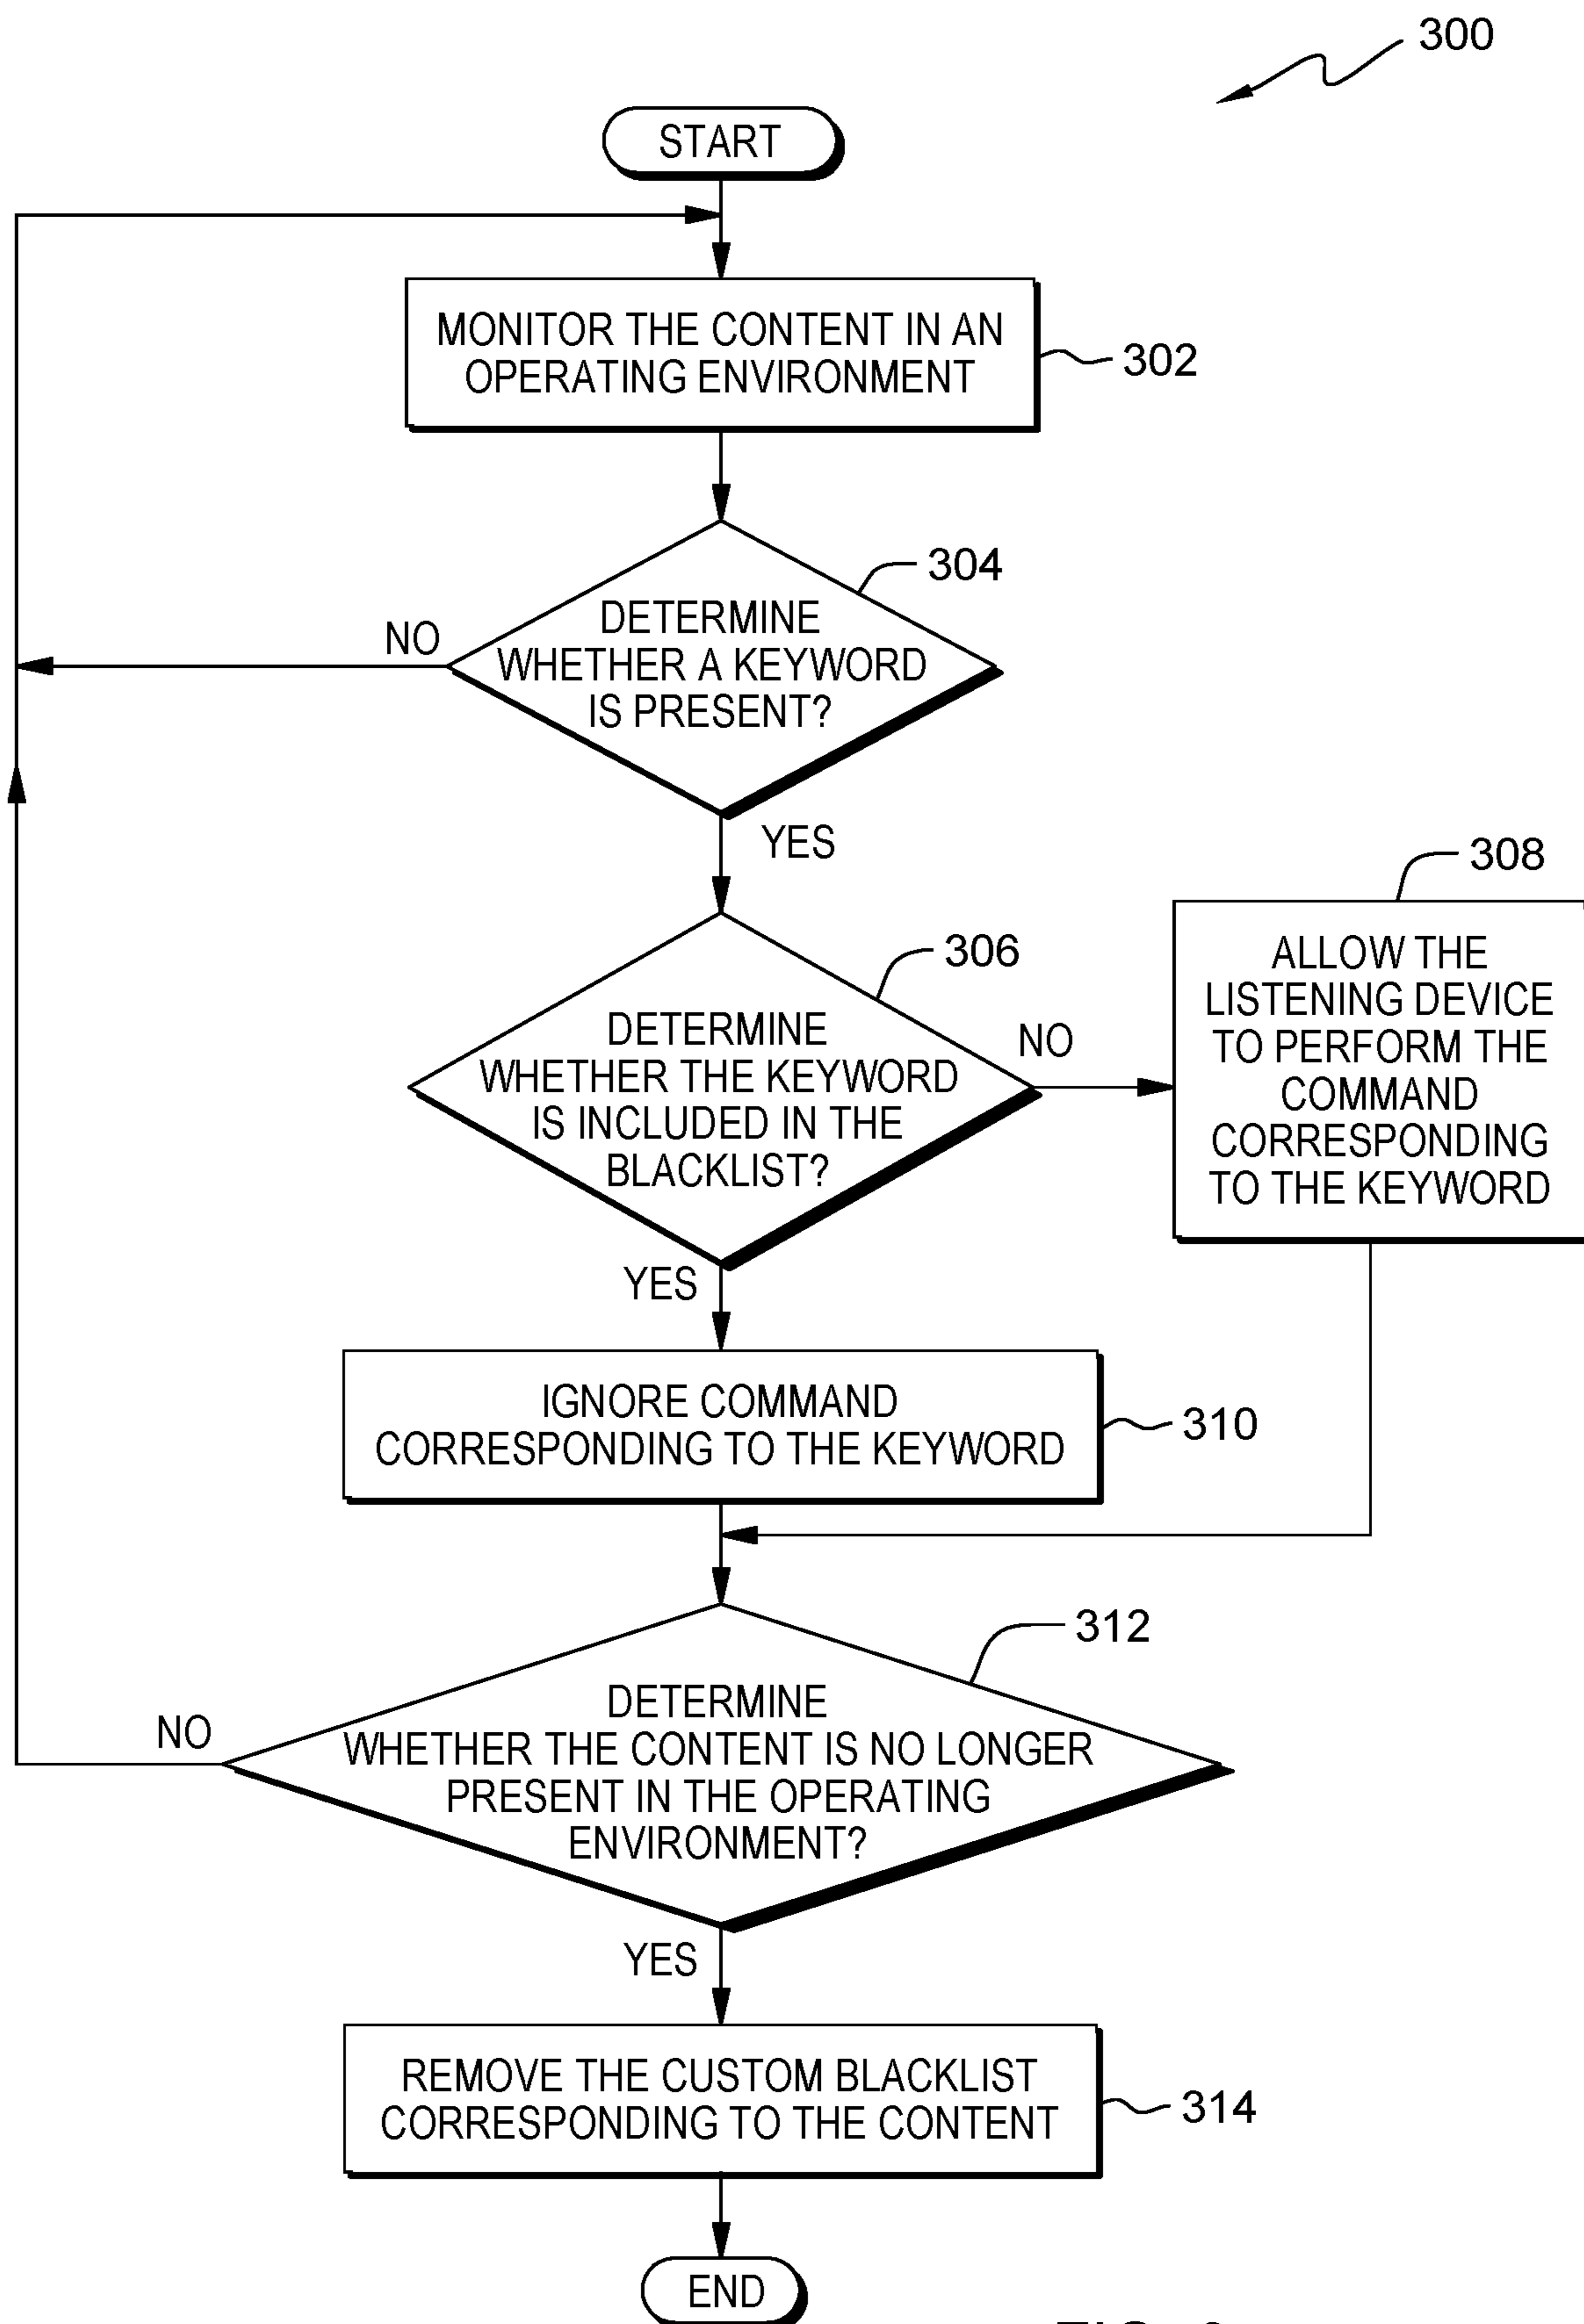 300
START
MONITOR THE CONTENT IN AN
OPERATING ENVIRONMENT
302
304
DETERMINE
WHETHER A KEYWORD
IS PRESENT?
NO
YES
306
DETERMINE
WHETHER THE KEYWORD
IS INCLUDED IN THE
BLACKLIST?
NO
308
ALLOW THE
LISTENING DEVICE
TO PERFORM THE
COMMAND
CORRESPONDING
TO THE KEYWORD
YES
IGNORE COMMAND
CORRESPONDING TO THE KEYWORD
310
312
DETERMINE
WHETHER THE CONTENT IS NO LONGER
PRESENT IN THE OPERATING
ENVIRONMENT?
NO
YES
REMOVE THE CUSTOM BLACKLIST
CORRESPONDING TO THE CONTENT
314
END